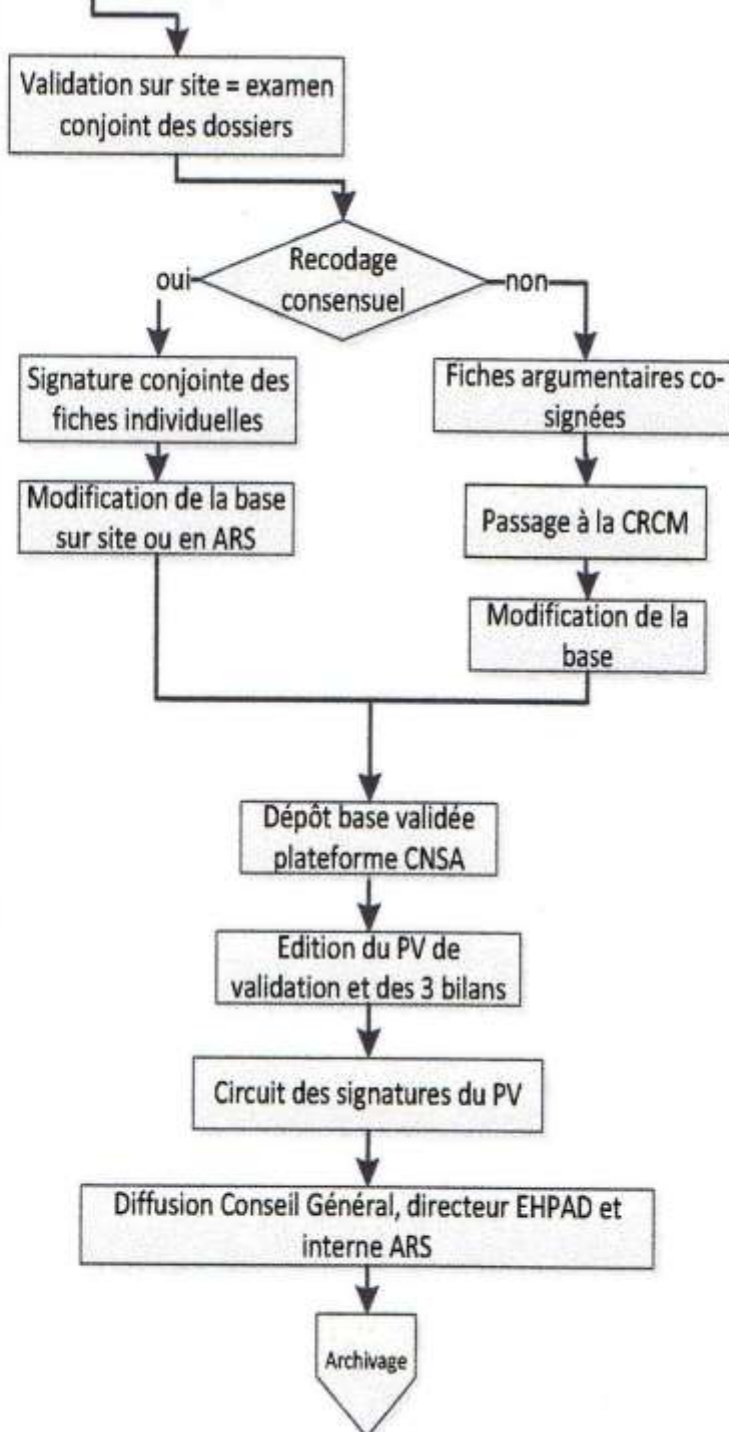 Validation sur site = examen
conjoint des dossiers
Recodage
consensuel
oui
non
Signature conjointe des
fiches individuelles
Fiches argumentaires co-
signées
Modification de la base
sur site ou en ARS
Passage à la CRCM
Modification de la
base
Dépôt base validée
plateforme CNSA
Edition du PV de
validation et des 3 bilans
Circuit des signatures du PV
Diffusion Conseil Général, directeur EHPAD et
interne ARS
Archivage